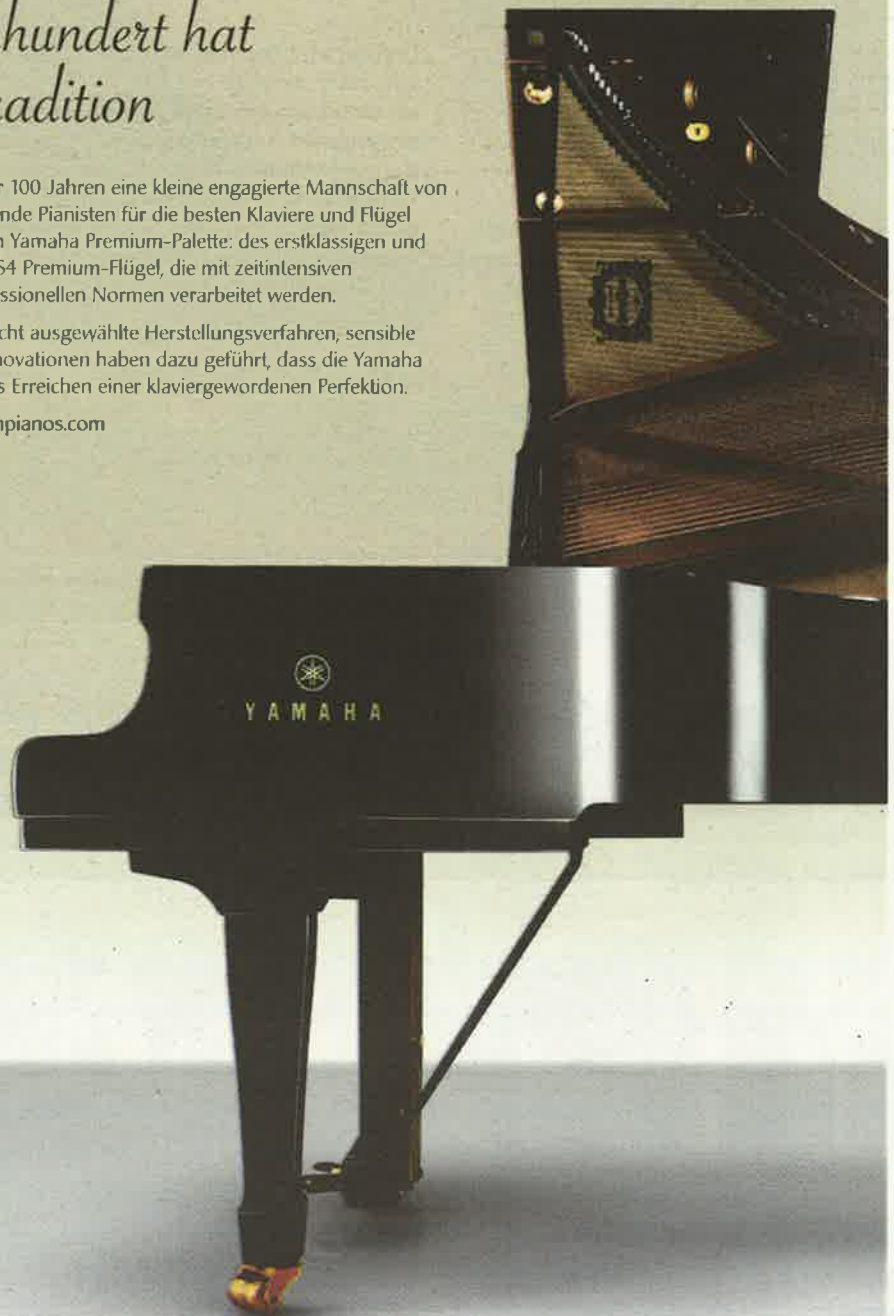 hundert hat
adition
100 Jahren eine kleine engagierte Mannschaft von
nde Pianisten für die besten Klaviere und Flügel
Yamaha Premium-Palette: des erstklassigen und
S4 Premium-Flügel, die mit zeitintensiven
ssionellen Normen verarbeitet werden.
cht ausgewählte Herstellungsverfahren, sensible
novationen haben dazu geführt, dass die Yamaha
s Erreichen einer klaviergewordenen Perfektion.
npianos.com
YAMAHA